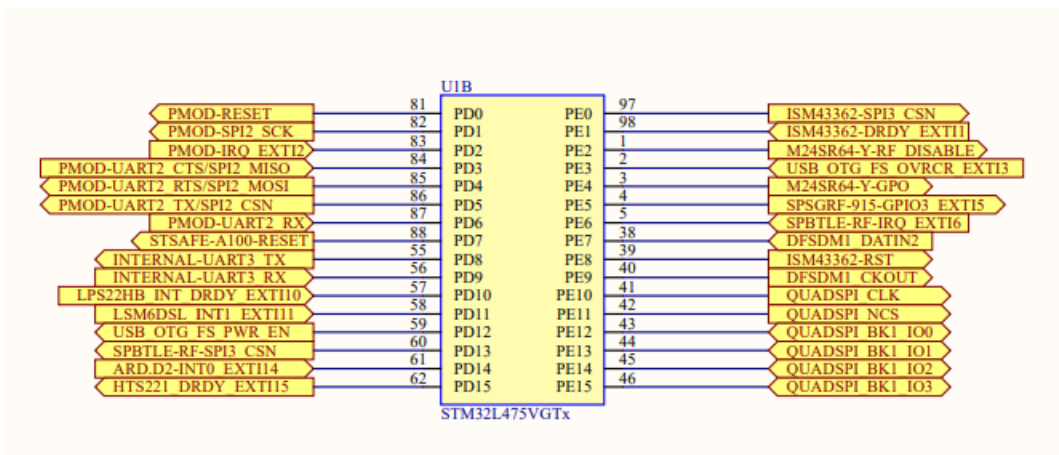 U1B
PMOD-RESET 81 PD0 PE0 97 ISM43362-SPI3_CSN
PMOD-SPI2_SCK 82 PD1 PE1 98 ISM43362-DRDY_EXTI1
PMOD-IRQ_EXTI2 83 PD2 PE2 1 M24SR64-Y-RF_DISABLE
PMOD-UART2_CTS/SPI2_MISO 84 PD3 PE3 2 USB_OTG_FS_OVRCR_EXTI3
PMOD-UART2_RTS/SPI2_MOSI 85 PD4 PE4 3 M24SR64-Y-GPO
PMOD-UART2_TX/SPI2_CSN 86 PD5 PE5 4 SPSGRF-915-GPIO3_EXTI5
PMOD-UART2_RX 87 PD6 PE6 5 SPBTLE-RF-IRQ_EXTI6
STSAFE-A100-RESET 88 PD7 PE7 38 DFSDM1_DATIN2
INTERNAL-UART3_TX 55 PD8 PE8 39 ISM43362-RST
INTERNAL-UART3_RX 56 PD9 PE9 40 DFSDM1_CKOUT
LPS22HB_INT_DRDY_EXTI10 57 PD10 PE10 41 QUADSPI_CLK
LSM6DSL_INT1_EXTI11 58 PD11 PE11 42 QUADSPI_NCS
USB_OTG_FS_PWR_EN 59 PD12 PE12 43 QUADSPI_BK1_IO0
SPBTLE-RF-SPI3_CSN 60 PD13 PE13 44 QUADSPI_BK1_IO1
ARD.D2-INT0_EXTI14 61 PD14 PE14 45 QUADSPI_BK1_IO2
HTS221_DRDY_EXTI15 62 PD15 PE15 46 QUADSPI_BK1_IO3
STM32L475VGTx